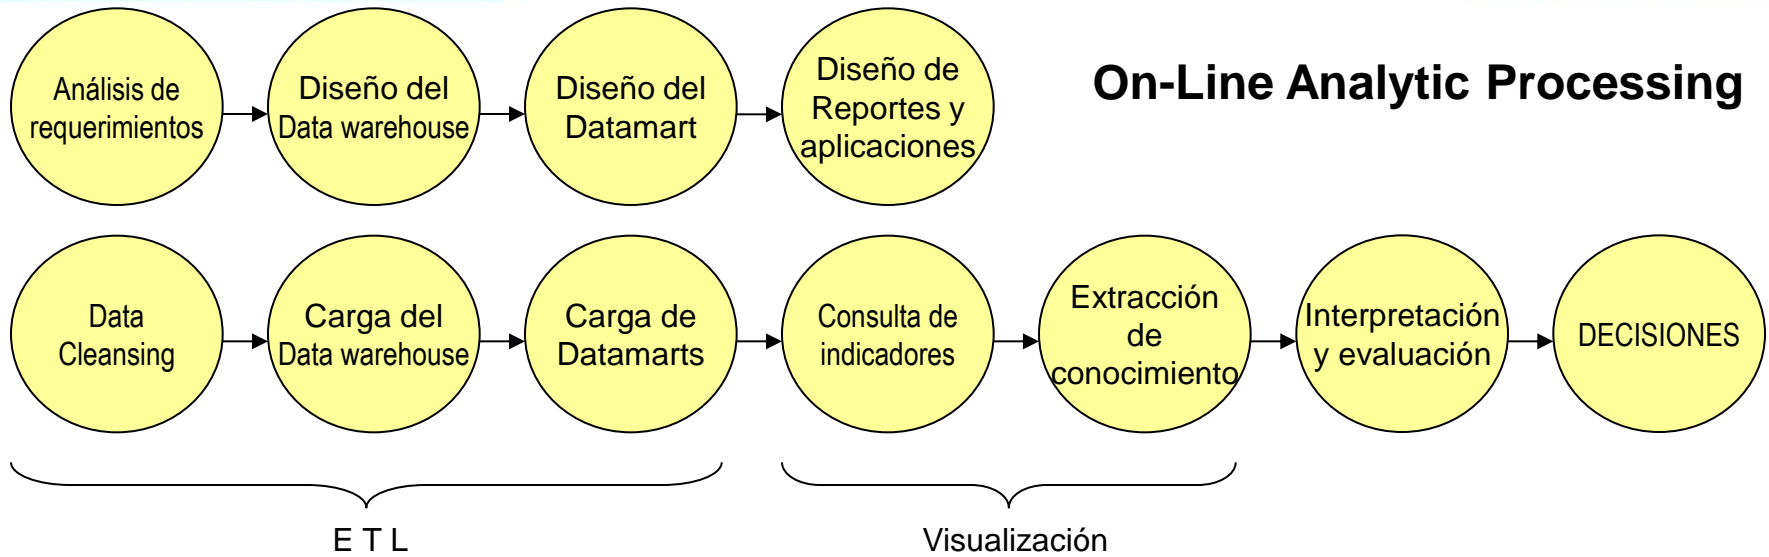 Análisis de
requerimientos
Diseño del
Data warehouse
Diseño del
Datamart
Diseño de
Reportes y
aplicaciones
On-Line Analytic Processing
Data
Cleansing
Carga del
Data warehouse
Carga de
Datamarts
Consulta de
indicadores
Extracción
de
conocimiento
Interpretación
y evaluación
DECISIONES
E T L
Visualización